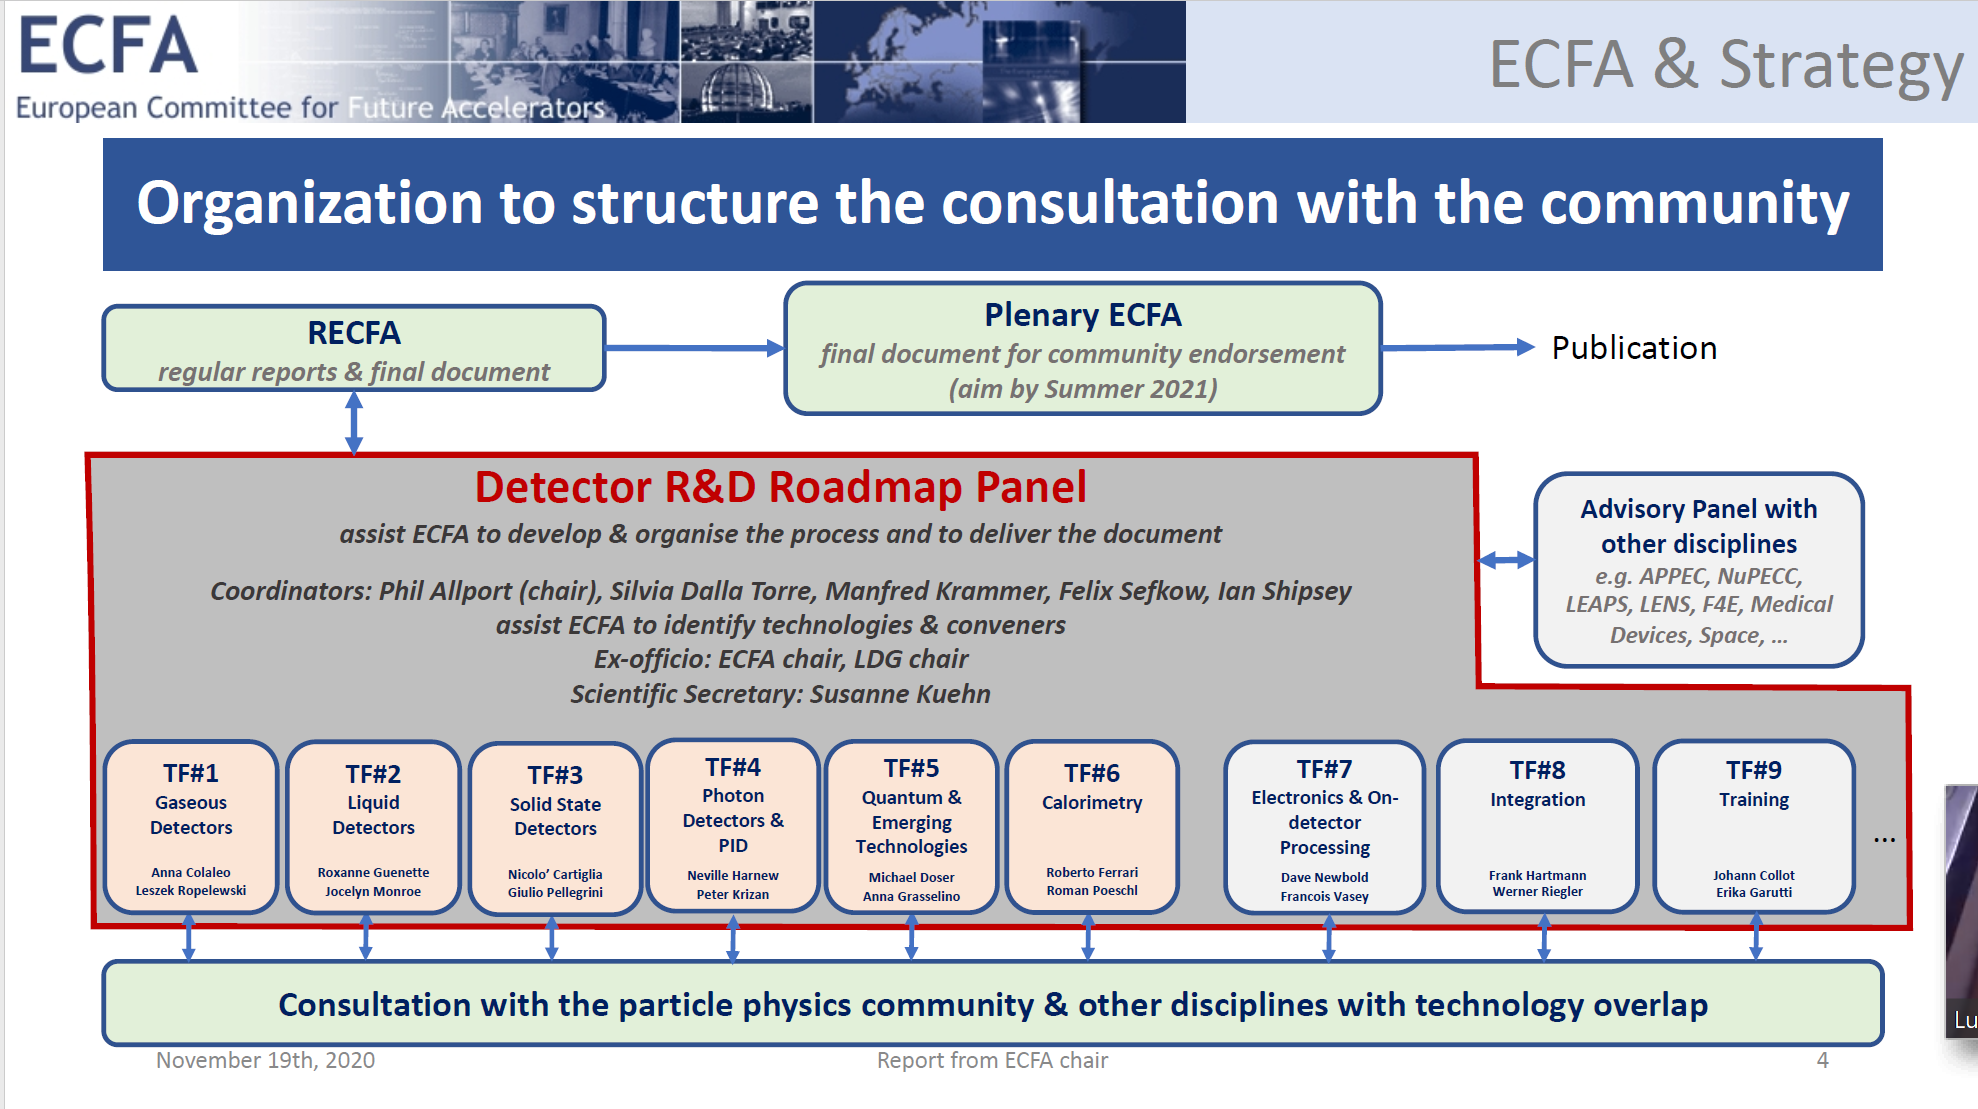 ECFA
European Committee for Future Accelerators
ECFA & Strategy
Organization to structure the consultation with the community
RECFA
regular reports & final document
Plenary ECFA
final document for community endorsement
(aim by Summer 2021)
Publication
Detector R&D Roadmap Panel
assist ECFA to develop & organise the process and to deliver the document
Coordinators: Phil Allport (chair), Silvia Dalla Torre, Manfred Krammer, Felix Sefkow, Ian Shipsey
assist ECFA to identify technologies & conveners
Ex-officio: ECFA chair, LDG chair
Scientific Secretary: Susanne Kuehn
Advisory Panel with
other disciplines
e.g. APPEC, NuPECC,
LEAPS, LENS, F4E, Medical
Devices, Space, ...
TF#1
Gaseous
Detectors
Anna Colaleo
Leszek Ropelewski
TF#2
Liquid
Detectors
Roxanne Guenette
Jocelyn Monroe
TF#3
Solid State
Detectors
Nicolo’ Cartiglia
Giulio Pellegrini
TF#4
Photon
Detectors &
PID
Neville Harnew
Peter Krizan
TF#5
Quantum &
Emerging
Technologies
Michael Doser
Anna Grasselino
TF#6
Calorimetry
Roberto Ferrari
Roman Poeschl
TF#7
Electronics & On-
detector
Processing
Dave Newbold
Francois Vasey
TF#8
Integration
Frank Hartmann
Werner Riegler
TF#9
Training
Johann Collot
Erika Garutti
...
Consultation with the particle physics community & other disciplines with technology overlap
November 19th, 2020
Report from ECFA chair
4
Lu